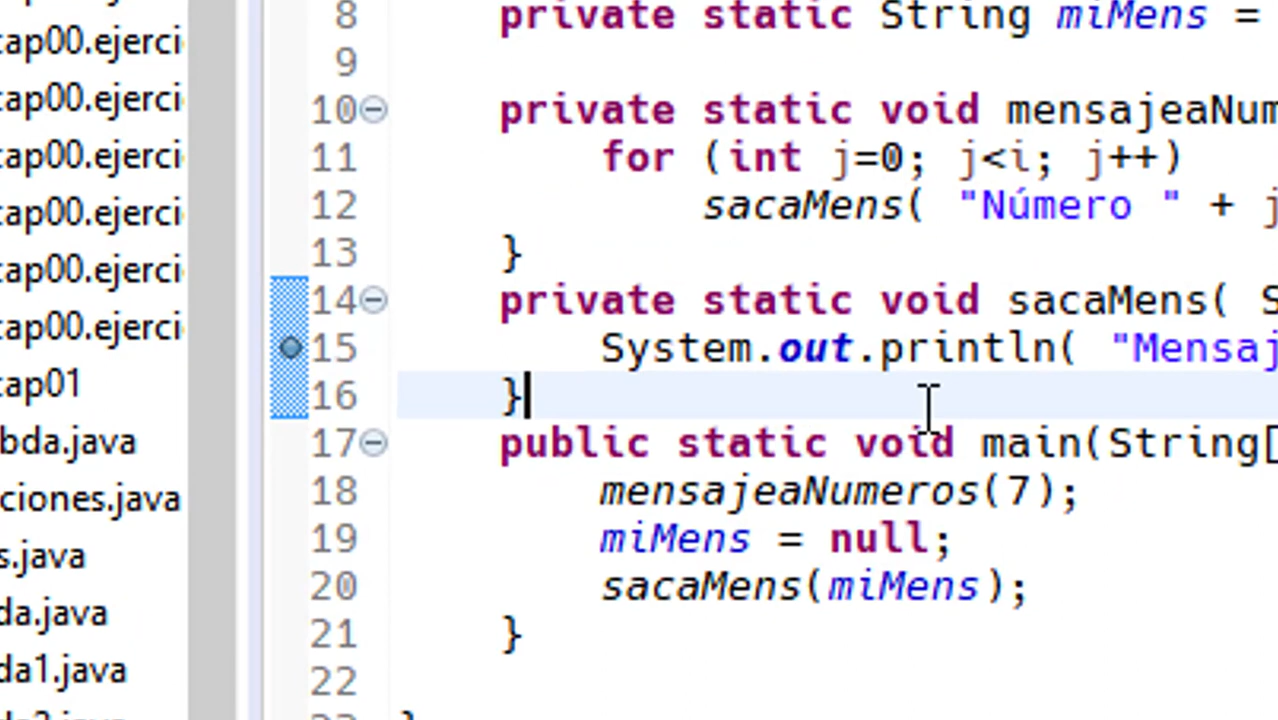 cap00.ejerci
cap00.ejerci
cap00.ejerci
cap00.ejerci
cap00.ejerci
cap00.ejerci
cap01
bda.java
ciones.java
s.java
da.java
da1.java
8 private static String miMens =
9
10 private static void mensajeaNum
11 for (int j=0; j<i; j++)
12 sacaMens( "Número " + j
13 }
14 private static void sacaMens( S
15 System.out.println( "Mensaj
16 }
17 public static void main(String[
18 mensajeaNumeros(7);
19 miMens = null;
20 sacaMens(miMens);
21 }
22